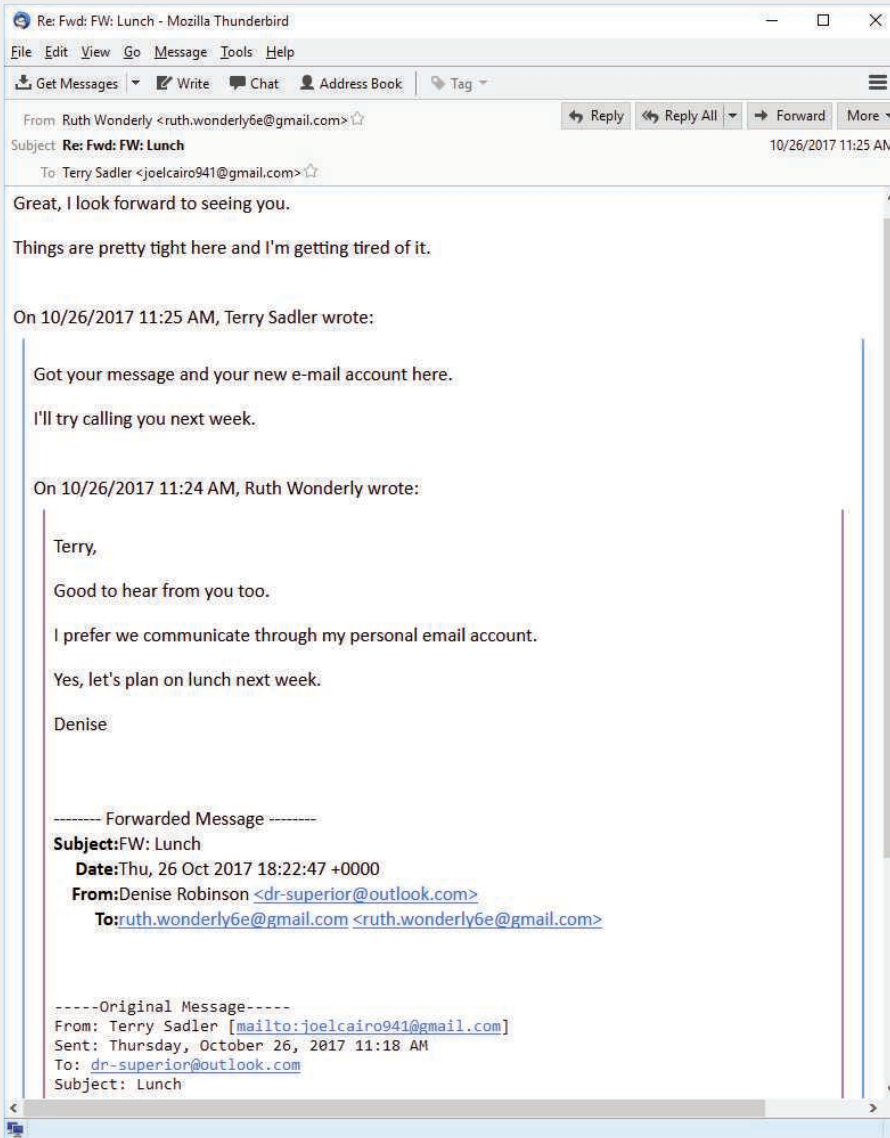 Re: Fwd: FW: Lunch - Mozilla Thunderbird
File Edit View Go Message Tools Help
Get Messages Write Chat Address Book Tag
From Ruth Wonderly <ruth.wonderly6e@gmail.com> Reply Reply All Forward More
Subject Re: Fwd: FW: Lunch 10/26/2017 11:25 AM
To Terry Sadler <joelcairo941@gmail.com>
Great, I look forward to seeing you.
Things are pretty tight here and I'm getting tired of it.
On 10/26/2017 11:25 AM, Terry Sadler wrote:
Got your message and your new e-mail account here.
I'll try calling you next week.
On 10/26/2017 11:24 AM, Ruth Wonderly wrote:
Terry,
Good to hear from you too.
I prefer we communicate through my personal email account.
Yes, let's plan on lunch next week.
Denise
-------- Forwarded Message --------
Subject:FW: Lunch
Date:Thu, 26 Oct 2017 18:22:47 +0000
From:Denise Robinson <dr-superior@outlook.com>
To:ruth.wonderly6e@gmail.com <ruth.wonderly6e@gmail.com>
-----Original Message-----
From: Terry Sadler [mailto:joelcairo941@gmail.com]
Sent: Thursday, October 26, 2017 11:18 AM
To: dr-superior@outlook.com
Subject: Lunch